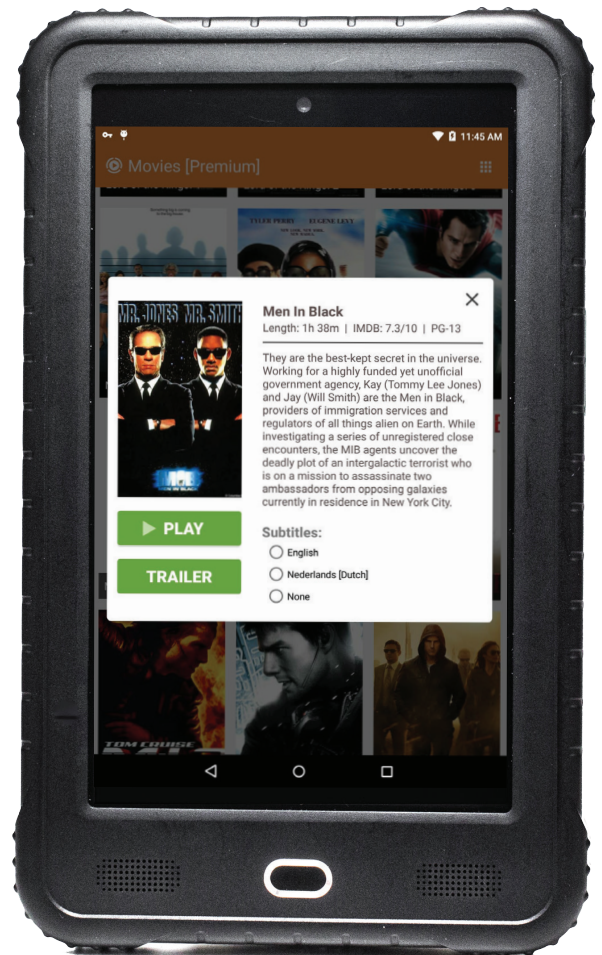 11:45 AM
Movies [Premium]
TYLER PERRY EUGENE LEVY
MR. JONES MR. SMITH
MIB
MEN IN BLACK
Men In Black
Length: 1h 38m | IMDB: 7.3/10 | PG-13
They are the best-kept secret in the universe.
Working for a highly funded yet unofficial
government agency, Kay (Tommy Lee Jones)
and Jay (Will Smith) are the Men in Black,
providers of immigration services and
regulators of all things alien on Earth. While
investigating a series of unregistered close
encounters, the MIB agents uncover the
deadly plot of an intergalactic terrorist who
is on a mission to assassinate two
ambassadors from opposing galaxies
currently in residence in New York City.
PLAY
TRAILER
Subtitles:
English
Nederlands [Dutch]
None
TOM CRUISE